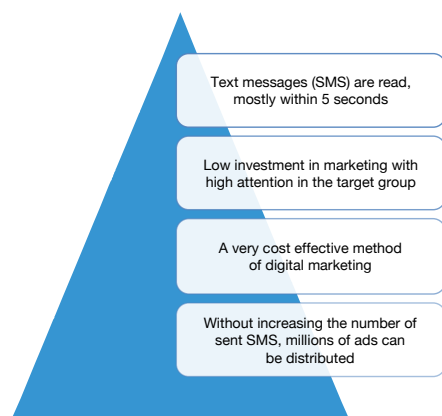 Text messages (SMS) are read,
mostly within 5 seconds
Low investment in marketing with
high attention in the target group
A very cost effective method
of digital marketing
Without increasing the number of
sent SMS, millions of ads can
be distributed